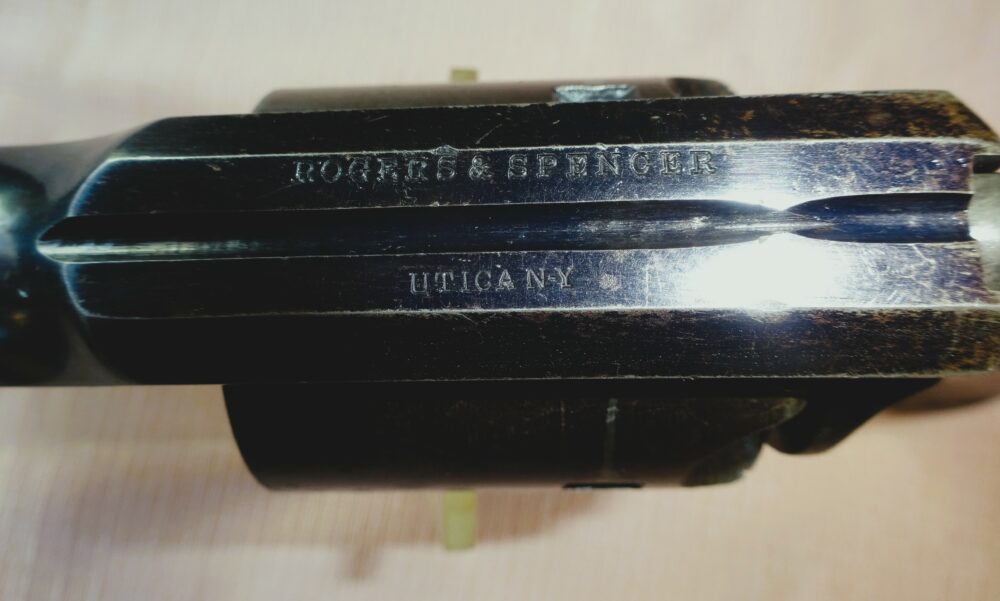 ROGERS & SPENCER
UTICA N-Y